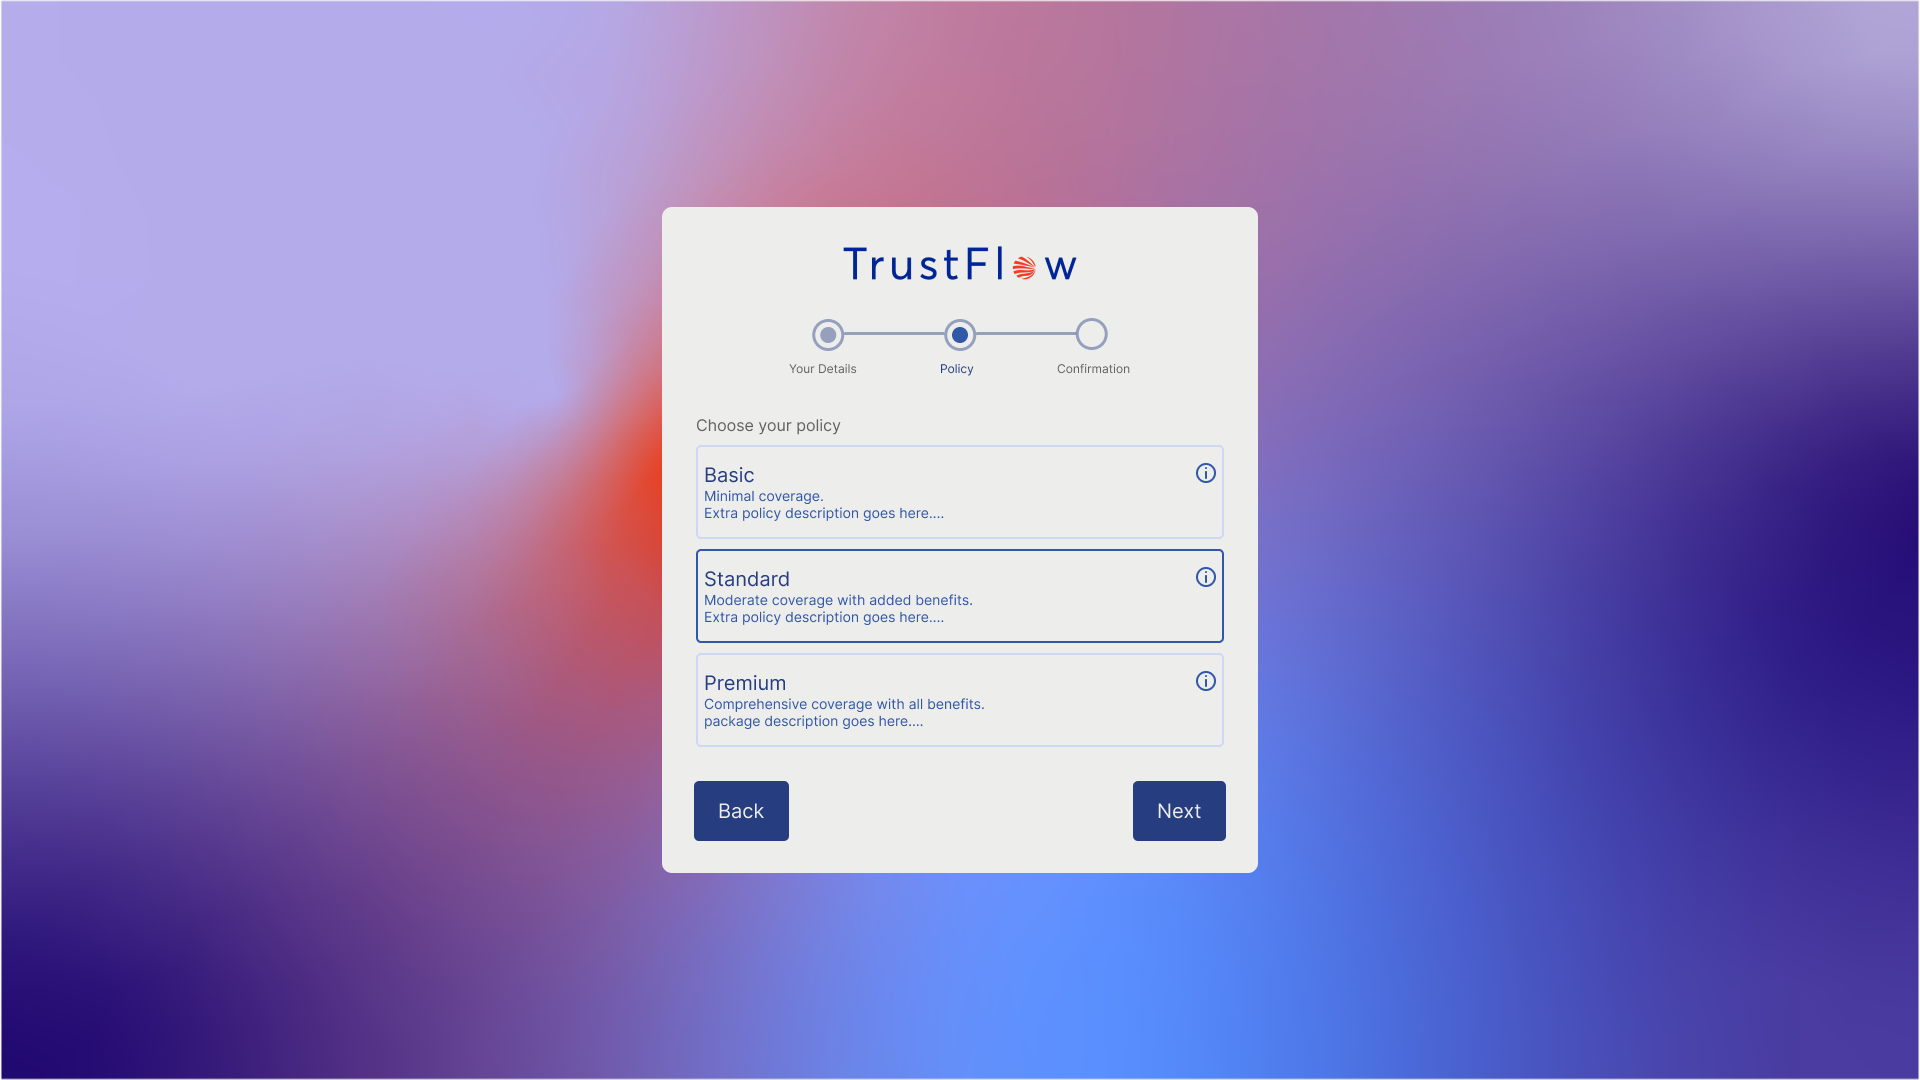 TrustFlow
Your Details
Policy
Confirmation
Choose your policy
Basic
Minimal coverage.
Extra policy description goes here....
Standard
Moderate coverage with added benefits.
Extra policy description goes here....
Premium
Comprehensive coverage with all benefits.
package description goes here....
Back
Next